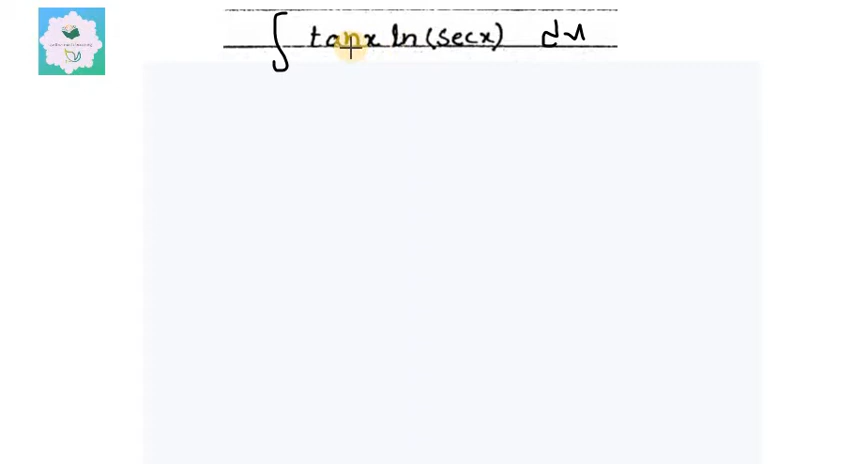 ∫ tanx ln(secx) dx